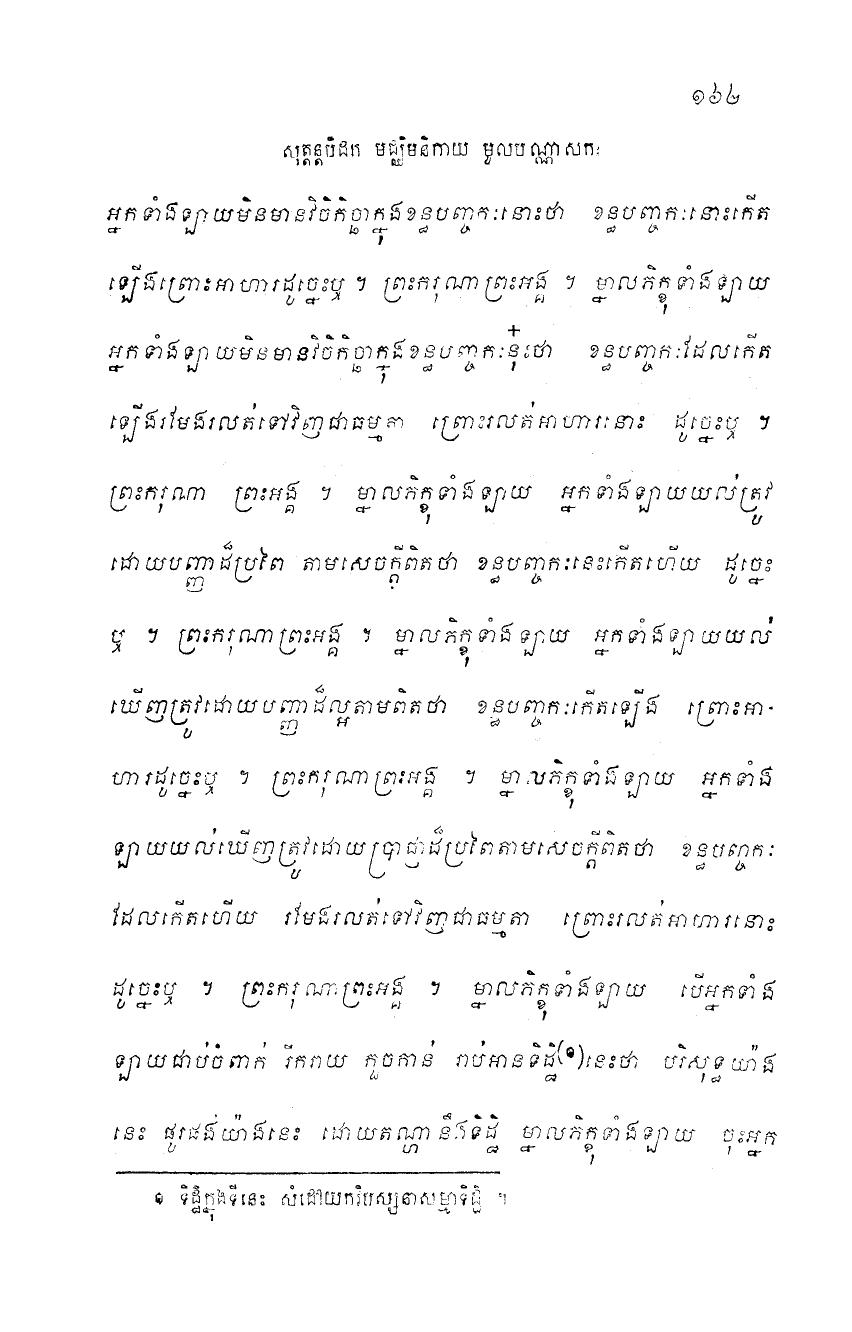 ១៦៤
សុត្តន្តបិដក មជ្ឈិមនិកាយ មូលបណ្ណាសកៈ
អ្នកទាំងឡាយមិនមានវិចិកិច្ឆាក្នុងខន្ធបញ្ចកៈនោះថា ខន្ធបញ្ចកៈនោះកើត
ឡើងព្រោះអាហារដូច្នេះឬ ។ ព្រះករុណាព្រះអង្គ ។ ម្នាលភិក្ខុទាំងឡាយ
អ្នកទាំងឡាយមិនមានវិចិកិច្ឆាក្នុងខន្ធបញ្ចកៈនុ៎ះថា ខន្ធបញ្ចកៈដែលកើត
ឡើងរមែងរលត់ទៅវិញជាធម្មតា ព្រោះរលត់អាហារនោះ ដូច្នេះឬ ។
ព្រះករុណា ព្រះអង្គ ។ ម្នាលភិក្ខុទាំងឡាយ អ្នកទាំងឡាយយល់ត្រូវ
ដោយបញ្ញាដ៏ប្រពៃ តាមសេចក្តីពិតថា ខន្ធបញ្ចកៈនេះកើតហើយ ដូច្នេះ
ឬ ។ ព្រះករុណាព្រះអង្គ ។ ម្នាលភិក្ខុទាំងឡាយ អ្នកទាំងឡាយយល់
ឃើញត្រូវដោយបញ្ញាដ៏ល្អតាមពិតថា ខន្ធបញ្ចកៈកើតឡើង ព្រោះអា-
ហារដូច្នេះឬ ។ ព្រះករុណាព្រះអង្គ ។ ម្នាលភិក្ខុទាំងឡាយ អ្នកទាំង
ឡាយយល់ឃើញត្រូវដោយប្រាជ្ញាដ៏ប្រពៃតាមសេចក្តីពិតថា ខន្ធបញ្ចកៈ
ដែលកើតហើយ រមែងរលត់ទៅវិញជាធម្មតា ព្រោះរលត់អាហារនោះ
ដូច្នេះឬ ។ ព្រះករុណាព្រះអង្គ ។ ម្នាលភិក្ខុទាំងឡាយ បើអ្នកទាំង
ឡាយជាប់ចំពាក់ រីករាយ កួចកាន់ រាប់អានទិដ្ឋិ(១)នេះថា បរិសុទ្ធយ៉ាង
នេះ ផូរផង់យ៉ាងនេះ ដោយតណ្ហានឹងទិដ្ឋិ ម្នាលភិក្ខុទាំងឡាយ ចុះអ្នក
១ ទិដ្ឋិក្នុងទីនេះ សំដៅយកវិបស្សនាសម្មាទិដ្ឋិ ។